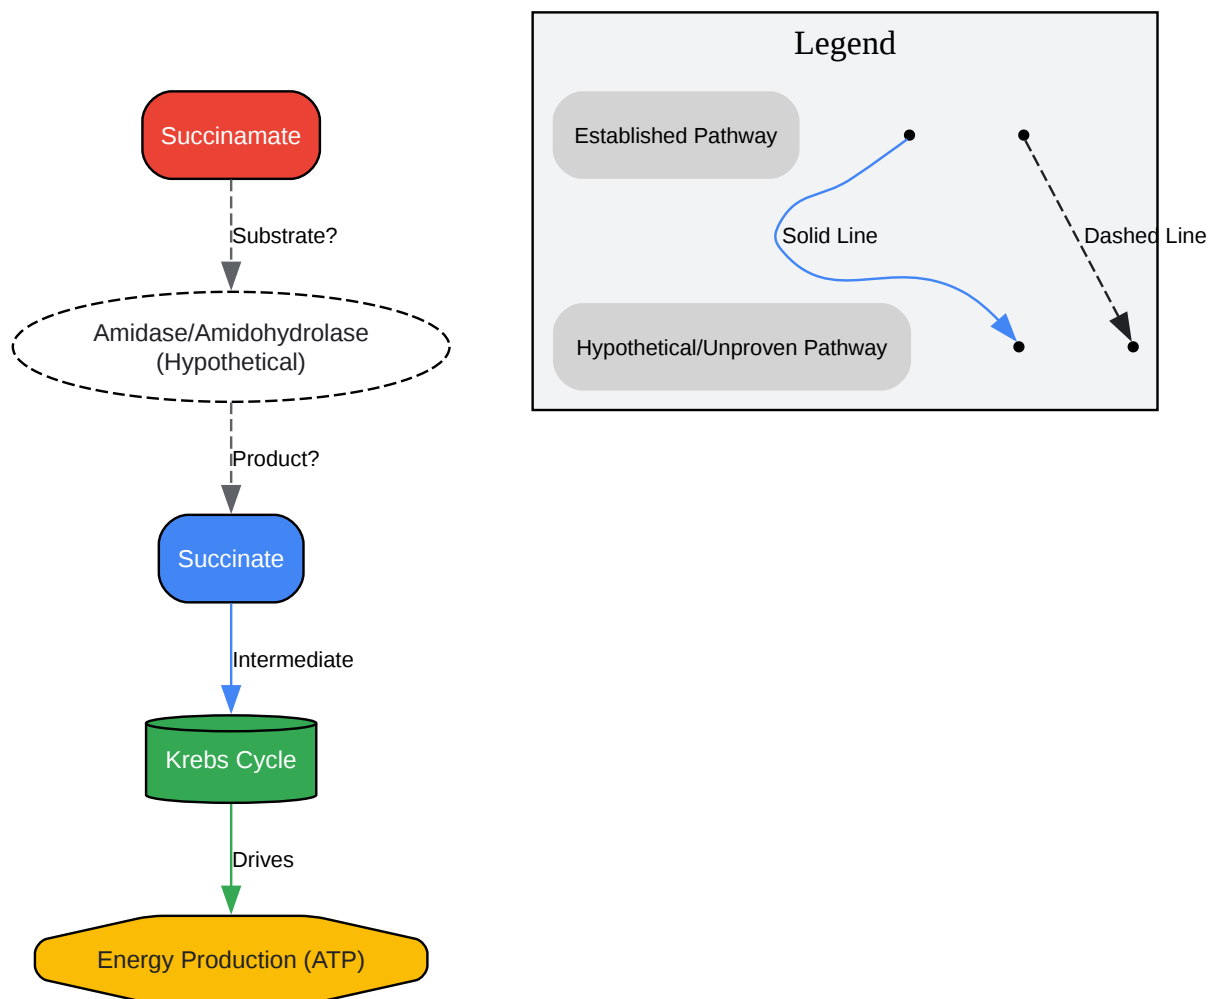 Succinamate
Substrate?
Amidase/Amidohydrolase
(Hypothetical)
Product?
Succinate
Intermediate
Krebs Cycle
Drives
Energy Production (ATP)
Legend
Established Pathway
Solid Line
Dashed Line
Hypothetical/Unproven Pathway